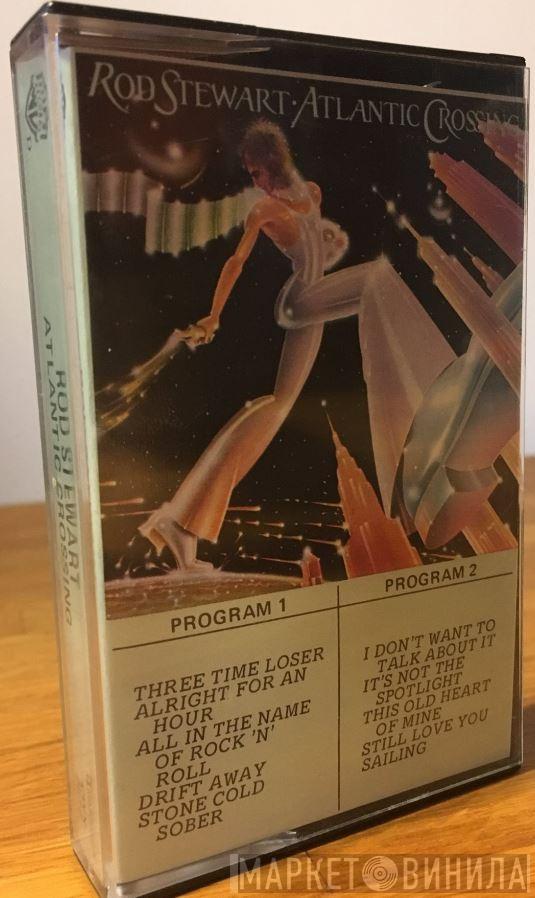 ROD STEWART · ATLANTIC CROSSING
ROD STEWART
ATLANTIC CROSSING
PROGRAM 1
THREE TIME LOSER
ALRIGHT FOR AN
HOUR
ALL IN THE NAME
OF ROCK 'N'
ROLL
DRIFT AWAY
STONE COLD
SOBER
PROGRAM 2
I DON'T WANT TO
TALK ABOUT IT
IT'S NOT THE
SPOTLIGHT
THIS OLD HEART
OF MINE
STILL LOVE YOU
SAILING
МАРКЕТ ВИНИЛА